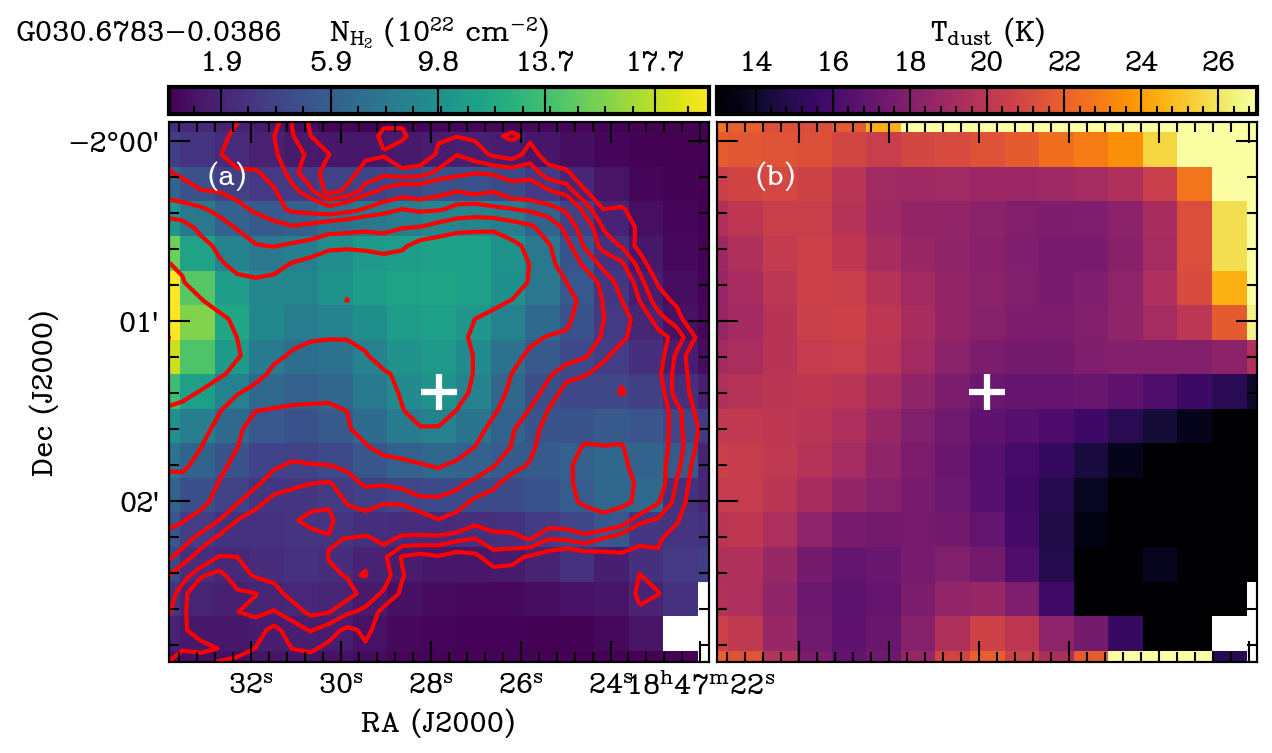 G030.6783−0.0386 N_H₂ (10²² cm⁻²) T_dust (K)
1.9 5.9 9.8 13.7 17.7 14 16 18 20 22 24 26
−2°00'
(a) (b)
01'
02'
Dec (J2000)
32ˢ 30ˢ 28ˢ 26ˢ 24ˢ 18ʰ47ᵐ22ˢ
RA (J2000)